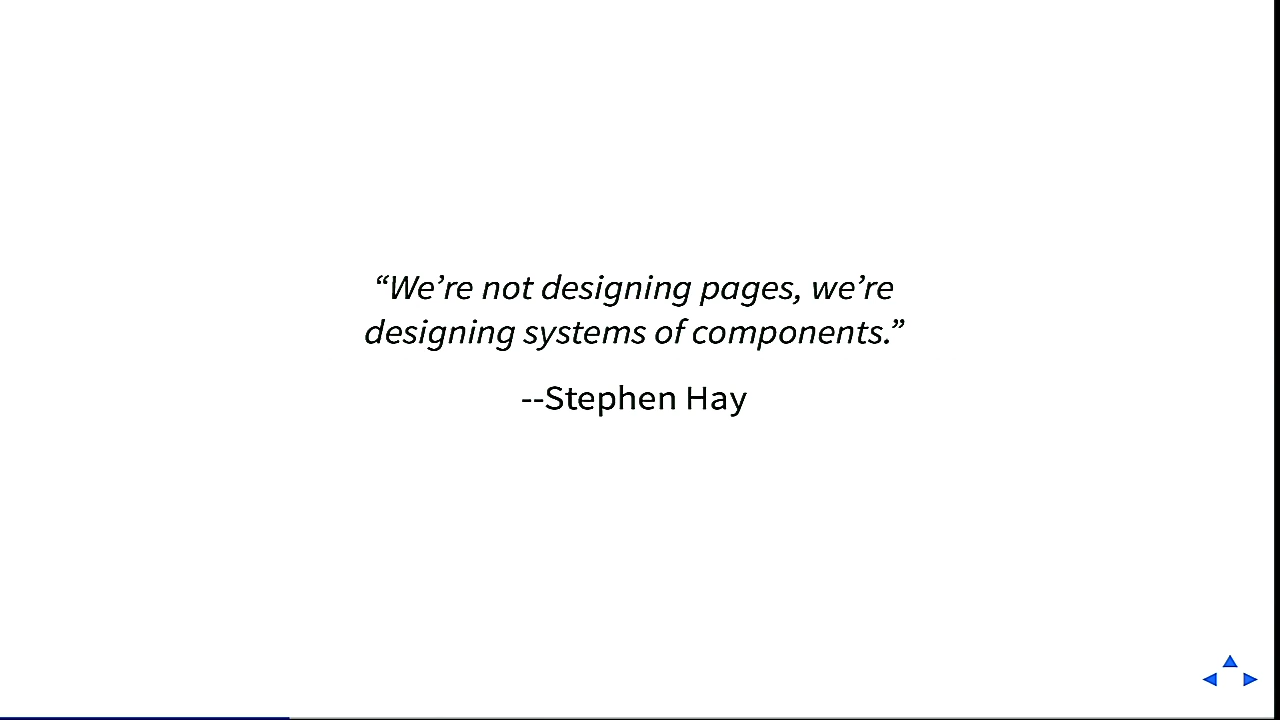 “We’re not designing pages, we’re
designing systems of components.”
--Stephen Hay